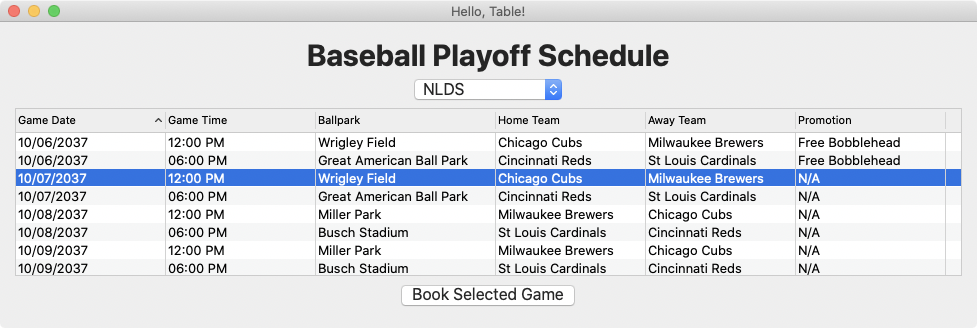 Hello, Table!
Baseball Playoff Schedule
NLDS
Game Date Game Time Ballpark Home Team Away Team Promotion
10/06/2037 12:00 PM Wrigley Field Chicago Cubs Milwaukee Brewers Free Bobblehead
10/06/2037 06:00 PM Great American Ball Park Cincinnati Reds St Louis Cardinals Free Bobblehead
10/07/2037 12:00 PM Wrigley Field Chicago Cubs Milwaukee Brewers N/A
10/07/2037 06:00 PM Great American Ball Park Cincinnati Reds St Louis Cardinals N/A
10/08/2037 12:00 PM Miller Park Milwaukee Brewers Chicago Cubs N/A
10/08/2037 06:00 PM Busch Stadium St Louis Cardinals Cincinnati Reds N/A
10/09/2037 12:00 PM Miller Park Milwaukee Brewers Chicago Cubs N/A
10/09/2037 06:00 PM Busch Stadium St Louis Cardinals Cincinnati Reds N/A
Book Selected Game